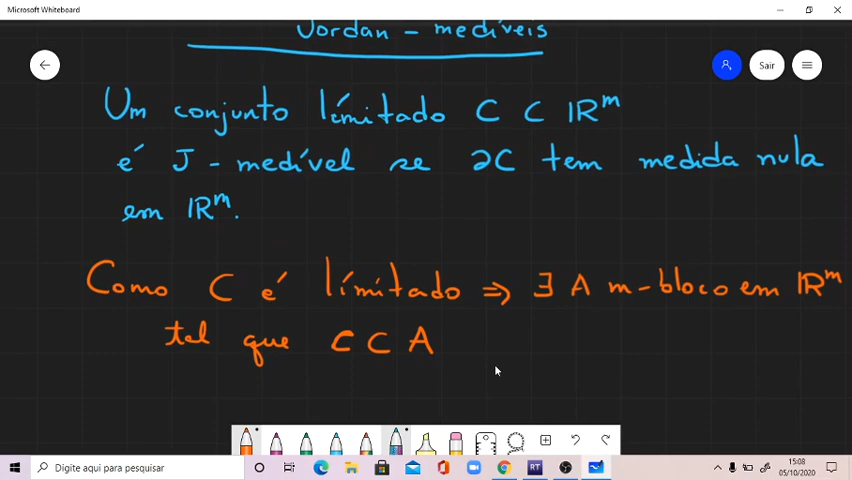 Microsoft Whiteboard
Jordan - medíveis
Sair
Um conjunto limitado C ⊂ ℝᵐ
é J - medível se ∂C tem medida nula
em ℝᵐ.
Como C é limitado ⇒ ∃ A m-bloco em ℝᵐ
tal que C ⊂ A
Digite aqui para pesquisar
RT
15:08
05/10/2020